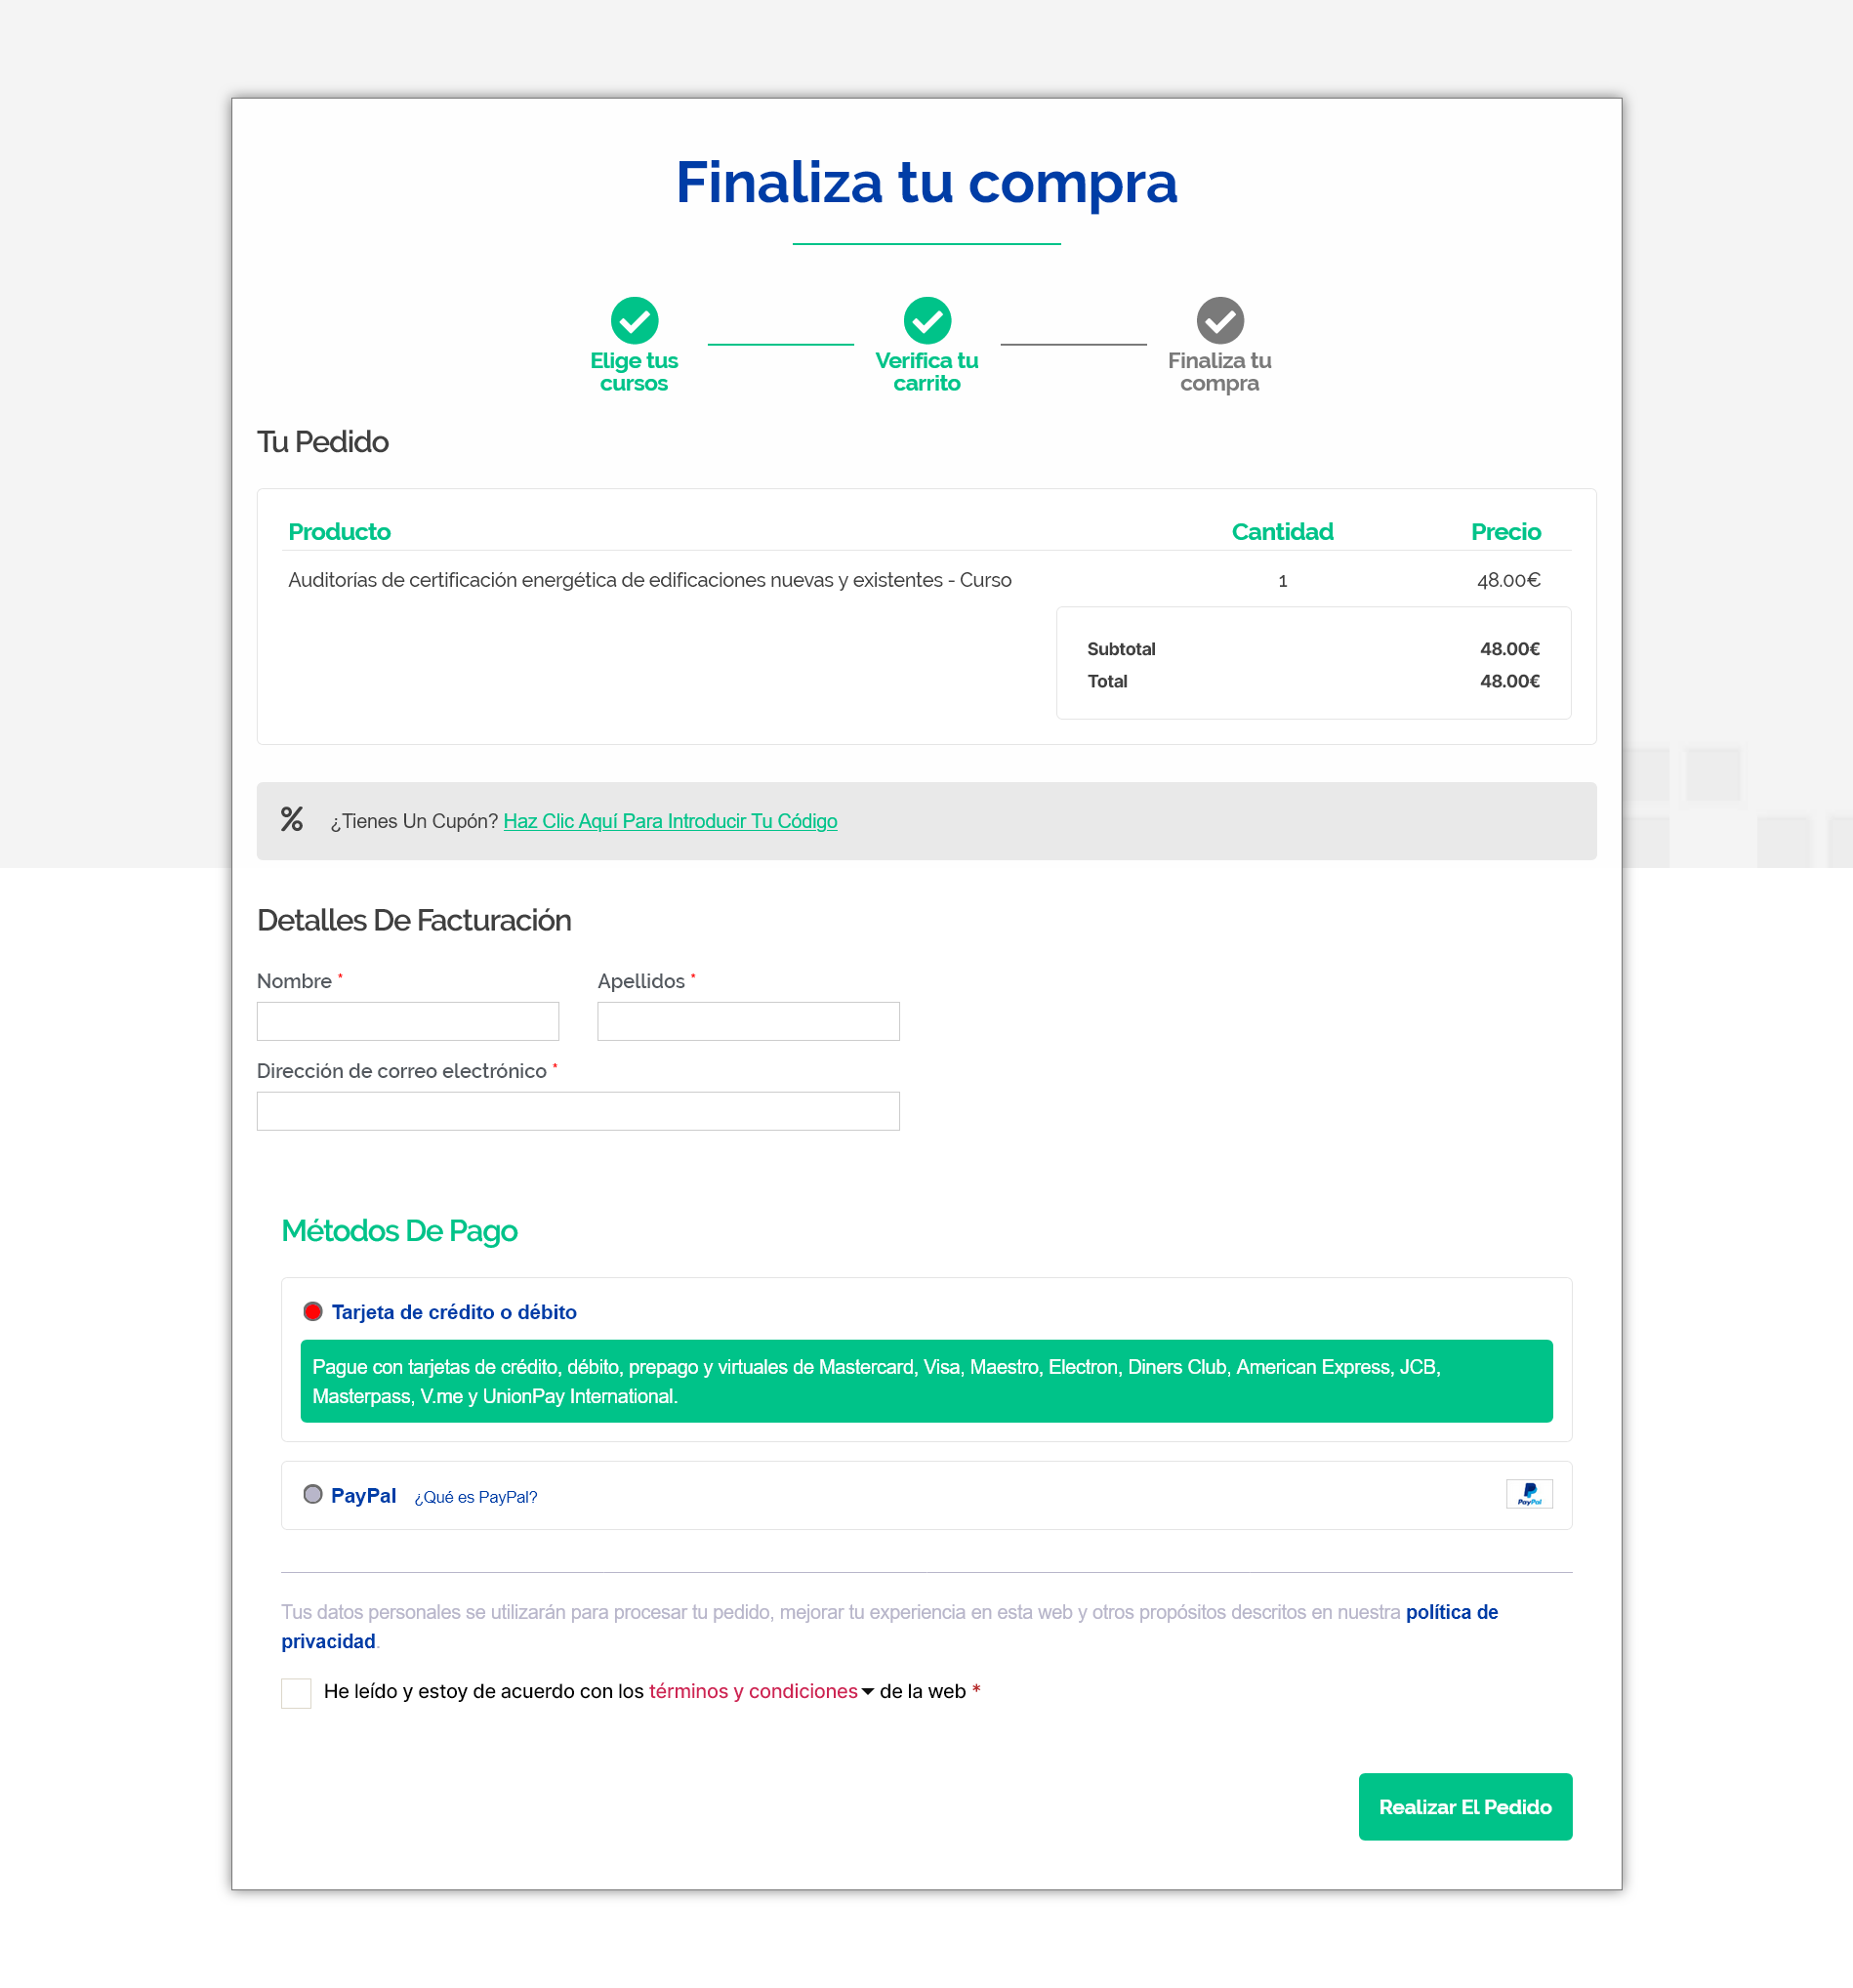 Finaliza tu compra
Elige tus
cursos
Verifica tu
carrito
Finaliza tu
compra
Tu Pedido
Producto Cantidad Precio
Auditorías de certificación energética de edificaciones nuevas y existentes - Curso 1 48.00€
Subtotal 48.00€
Total 48.00€
% ¿Tienes Un Cupón? Haz Clic Aquí Para Introducir Tu Código
Detalles De Facturación
Nombre * Apellidos *
Dirección de correo electrónico *
Métodos De Pago
Tarjeta de crédito o débito
Pague con tarjetas de crédito, débito, prepago y virtuales de Mastercard, Visa, Maestro, Electron, Diners Club, American Express, JCB,
Masterpass, V.me y UnionPay International.
PayPal ¿Qué es PayPal? PayPal
Tus datos personales se utilizarán para procesar tu pedido, mejorar tu experiencia en esta web y otros propósitos descritos en nuestra política de
privacidad.
He leído y estoy de acuerdo con los términos y condiciones de la web *
Realizar El Pedido